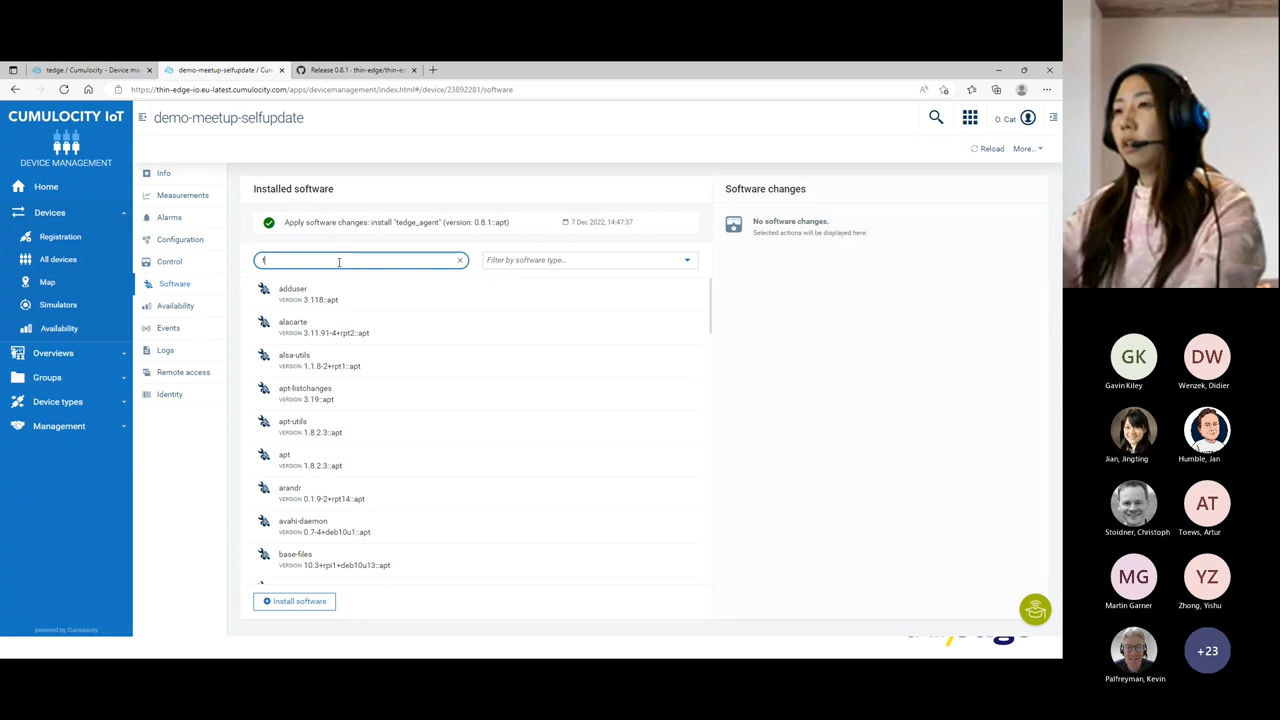 tedge / Cumulocity - Device ma
demo-meetup-selfupdate / Cum
Release 0.8.1 · thin-edge/thin-ed
https://thin-edge-io.eu-latest.cumulocity.com/apps/devicemanagement/index.html#/device/23892281/software
CUMULOCITY IoT
DEVICE MANAGEMENT
Home
Devices
Registration
All devices
Map
Simulators
Availability
Overviews
Groups
Device types
Management
powered by Cumulocity
demo-meetup-selfupdate
O. Cat
Reload
More...
Info
Measurements
Alarms
Configuration
Control
Software
Availability
Events
Logs
Remote access
Identity
Installed software
Apply software changes: install "tedge_agent" (version: 0.8.1::apt)
7 Dec 2022, 14:47:37
t
Filter by software type...
adduser
VERSION 3.118::apt
alacarte
VERSION 3.11.91-4+rpt2::apt
alsa-utils
VERSION 1.1.8-2+rpt1::apt
apt-listchanges
VERSION 3.19::apt
apt-utils
VERSION 1.8.2.3::apt
apt
VERSION 1.8.2.3::apt
arandr
VERSION 0.1.9-2+rpt14::apt
avahi-daemon
VERSION 0.7-4+deb10u1::apt
base-files
VERSION 10.3+rpi1+deb10u13::apt
Install software
Software changes
No software changes.
Selected actions will be displayed here.
GK
Gavin Kiley
DW
Wenzek, Didier
Jian, Jingting
Humble, Jan
Stoidner, Christoph
AT
Toews, Artur
MG
Martin Garner
YZ
Zhong, Yishu
Palfreyman, Kevin
+23